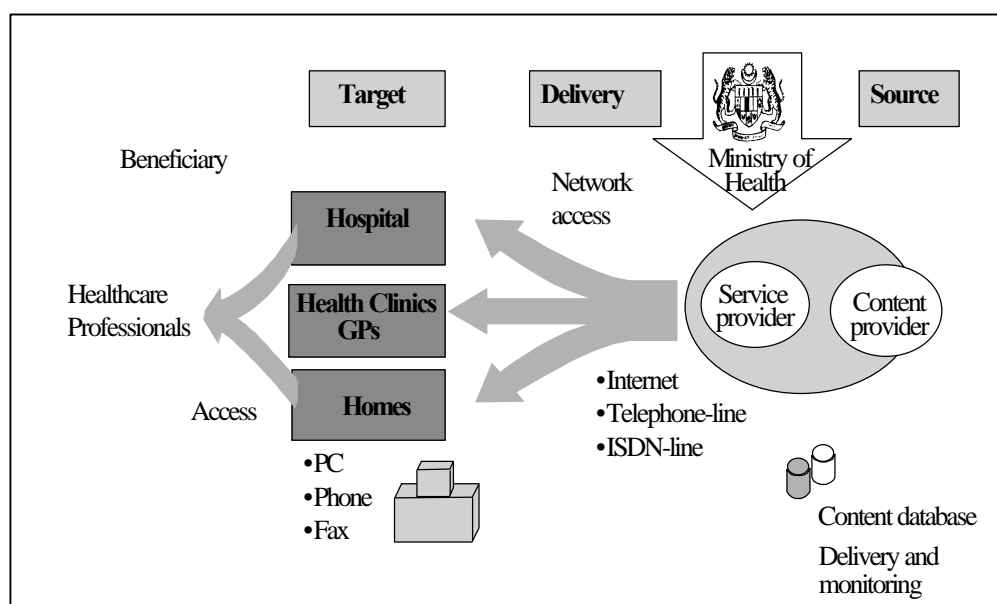 Target
Delivery
Source
Ministry of
Health
Beneficiary
Network
access
Hospital
Healthcare
Professionals
Health Clinics
GPs
Service
provider
Content
provider
Access
Homes
•Internet
•Telephone-line
•ISDN-line
•PC
•Phone
•Fax
Content database
Delivery and
monitoring